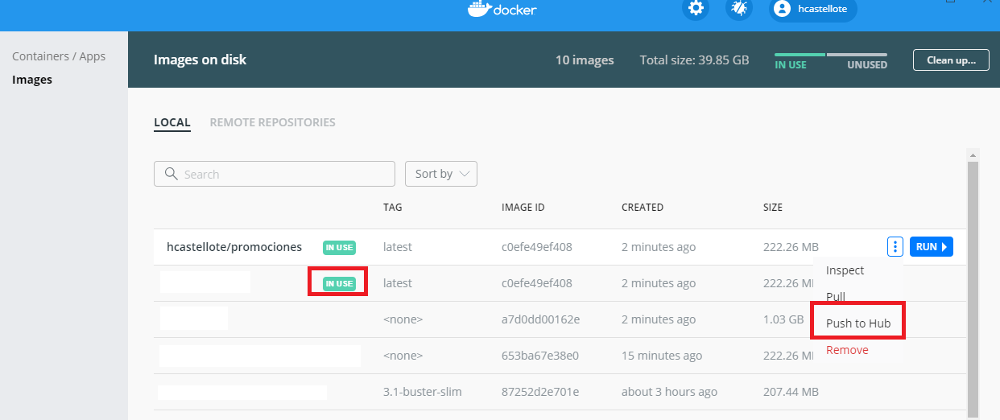 docker
hcastellote
Containers / Apps
Images
Images on disk
10 images
Total size: 39.85 GB
IN USE
UNUSED
Clean up...
LOCAL
REMOTE REPOSITORIES
Search
Sort by
TAG IMAGE ID CREATED SIZE
hcastellote/promociones IN USE latest c0efe49ef408 2 minutes ago 222.26 MB RUN
IN USE latest c0efe49ef408 2 minutes ago 222.26
<none> a7d0dd00162e 2 minutes ago 1.03 GB
<none> 653ba67e38e0 15 minutes ago 222.26
3.1-buster-slim 87252d2e701e about 3 hours ago 207.44 MB
Inspect
Pull
Push to Hub
Remove